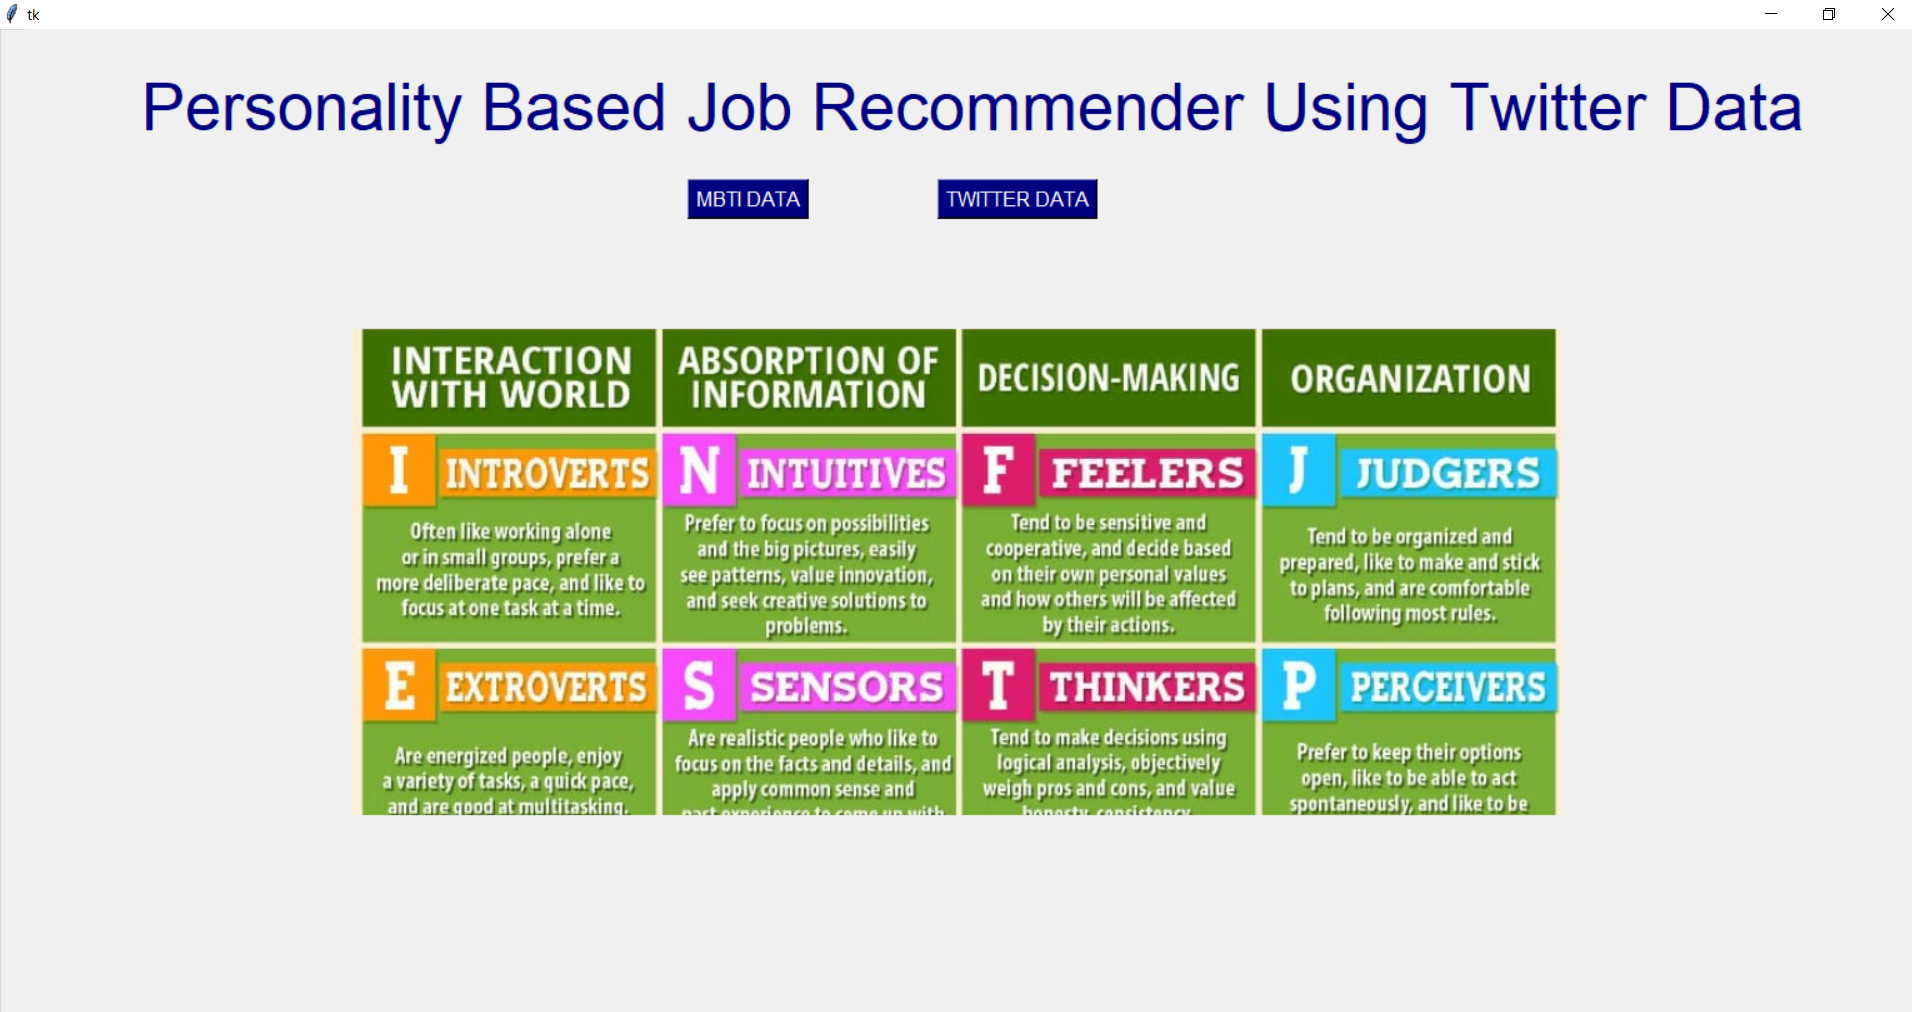 tk
Personality Based Job Recommender Using Twitter Data
MBTI DATA
TWITTER DATA
INTERACTION
WITH WORLD
ABSORPTION OF
INFORMATION
DECISION-MAKING
ORGANIZATION
I INTROVERTS
Often like working alone
or in small groups, prefer a
more deliberate pace, and like to
focus at one task at a time.
N INTUITIVES
Prefer to focus on possibilities
and the big pictures, easily
see patterns, value innovation,
and seek creative solutions to
problems.
F FEELERS
Tend to be sensitive and
cooperative, and decide based
on their own personal values
and how others will be affected
by their actions.
J JUDGERS
Tend to be organized and
prepared, like to make and stick
to plans, and are comfortable
following most rules.
E EXTROVERTS
Are energized people, enjoy
a variety of tasks, a quick pace,
and are good at multitasking.
S SENSORS
Are realistic people who like to
focus on the facts and details, and
apply common sense and
past experience to come up with
T THINKERS
Tend to make decisions using
logical analysis, objectively
weigh pros and cons, and value
honesty, consistency,
P PERCEIVERS
Prefer to keep their options
open, like to be able to act
spontaneously, and like to be